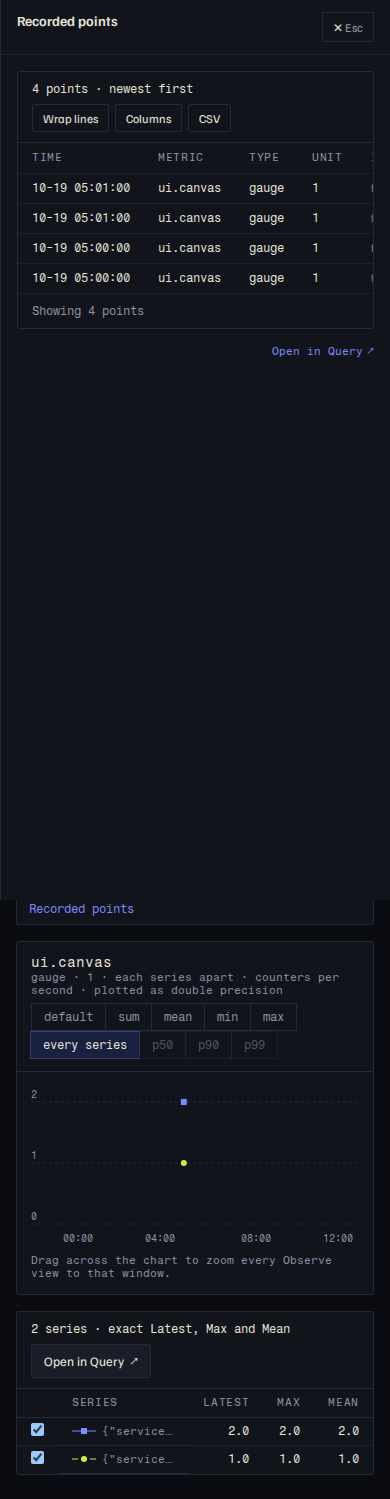 Recorded points
✕ Esc
4 points · newest first
Wrap lines Columns CSV
TIME METRIC TYPE UNIT
10-19 05:01:00 ui.canvas gauge 1
10-19 05:01:00 ui.canvas gauge 1
10-19 05:00:00 ui.canvas gauge 1
10-19 05:00:00 ui.canvas gauge 1
Showing 4 points
Open in Query ↗
Recorded points
ui.canvas
gauge · 1 · each series apart · counters per
second · plotted as double precision
default sum mean min max
every series p50 p90 p99
2
1
0
00:00 04:00 08:00 12:00
Drag across the chart to zoom every Observe
view to that window.
2 series · exact Latest, Max and Mean
Open in Query ↗
SERIES LATEST MAX MEAN
{"service… 2.0 2.0 2.0
{"service… 1.0 1.0 1.0